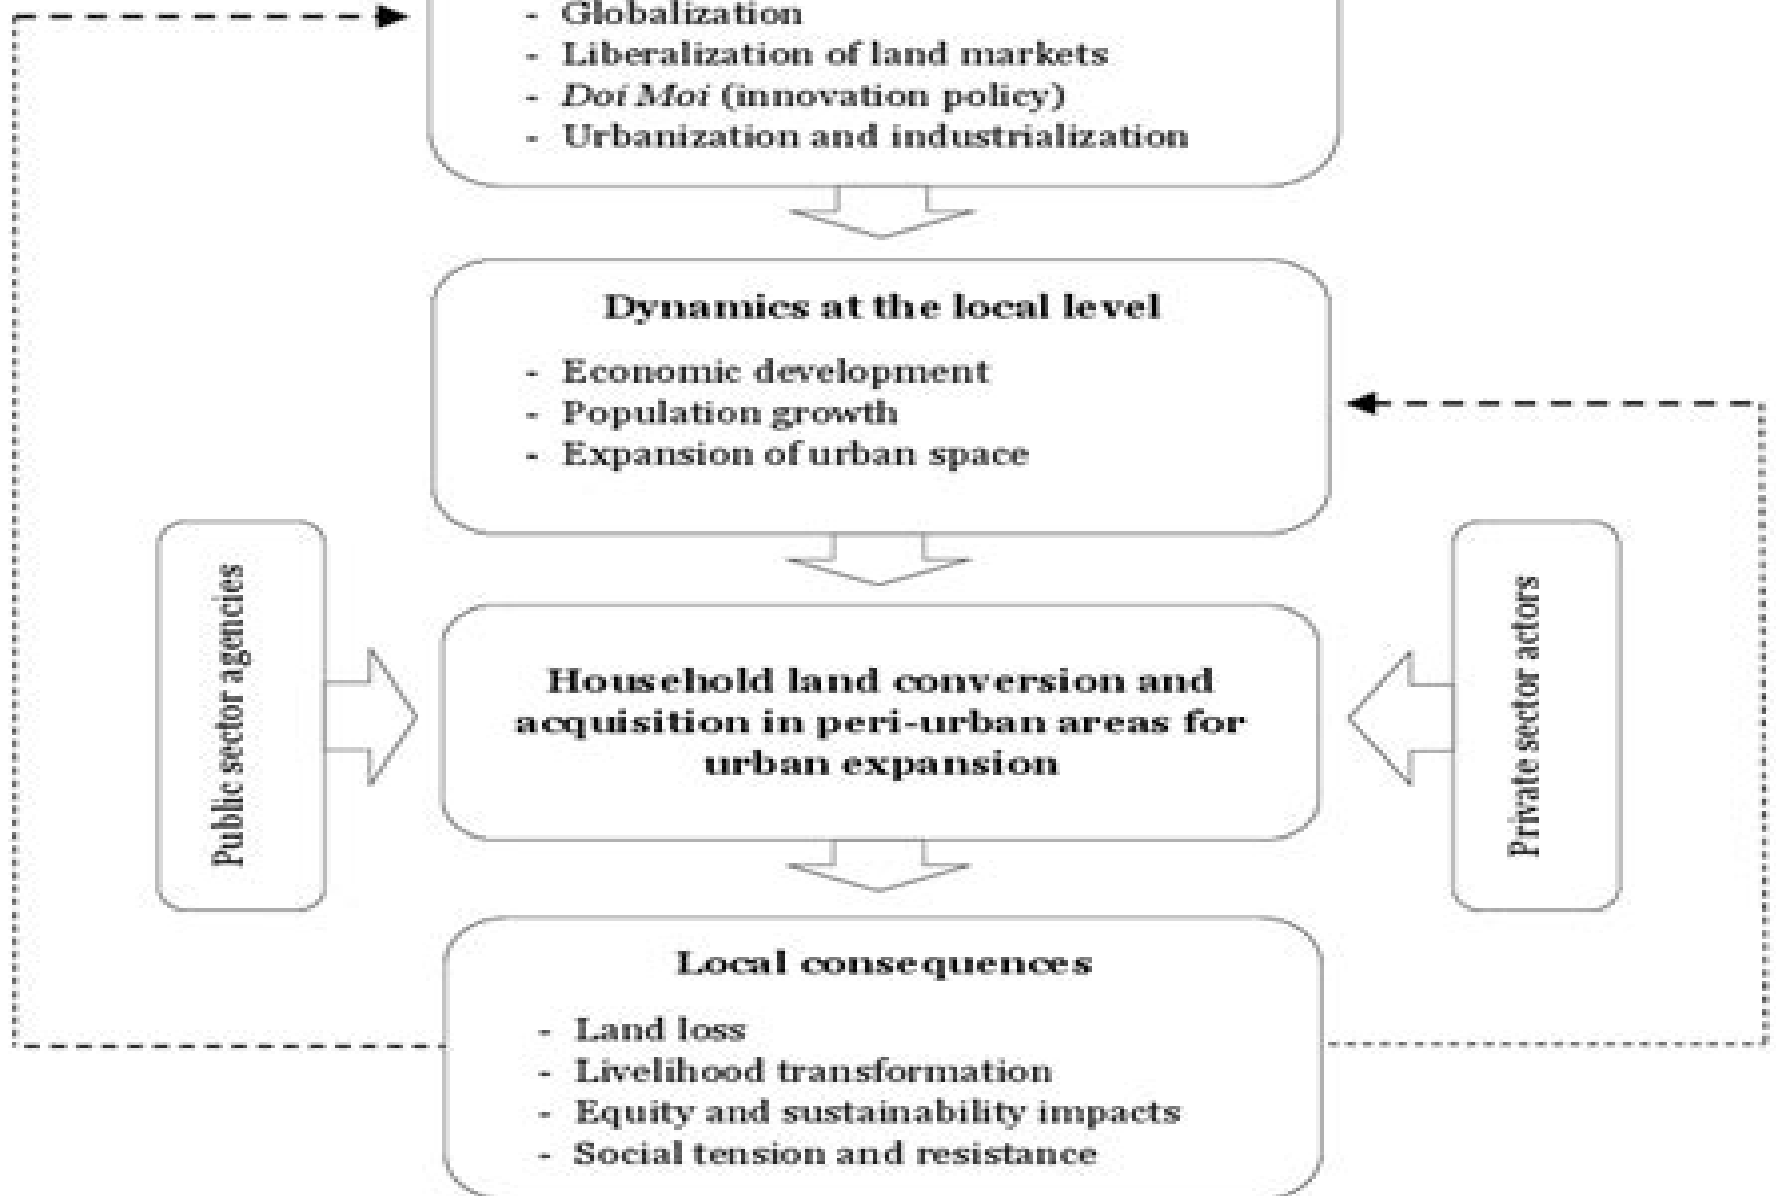 - Globalization
- Liberalization of land markets
- Doi Moi (innovation policy)
- Urbanization and industrialization
Dynamics at the local level
- Economic development
- Population growth
- Expansion of urban space
Public sector agencies
Household land conversion and
acquisition in peri-urban areas for
urban expansion
Private sector actors
Local consequences
- Land loss
- Livelihood transformation
- Equity and sustainability impacts
- Social tension and resistance